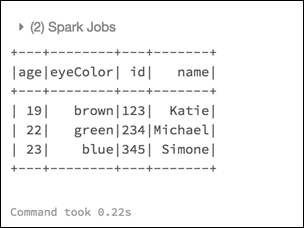 (2) Spark Jobs
+---+--------+---+-------+
|age|eyeColor| id|   name|
+---+--------+---+-------+
| 19|   brown|123|  Katie|
| 22|   green|234|Michael|
| 23|    blue|345| Simone|
+---+--------+---+-------+
Command took 0.22s